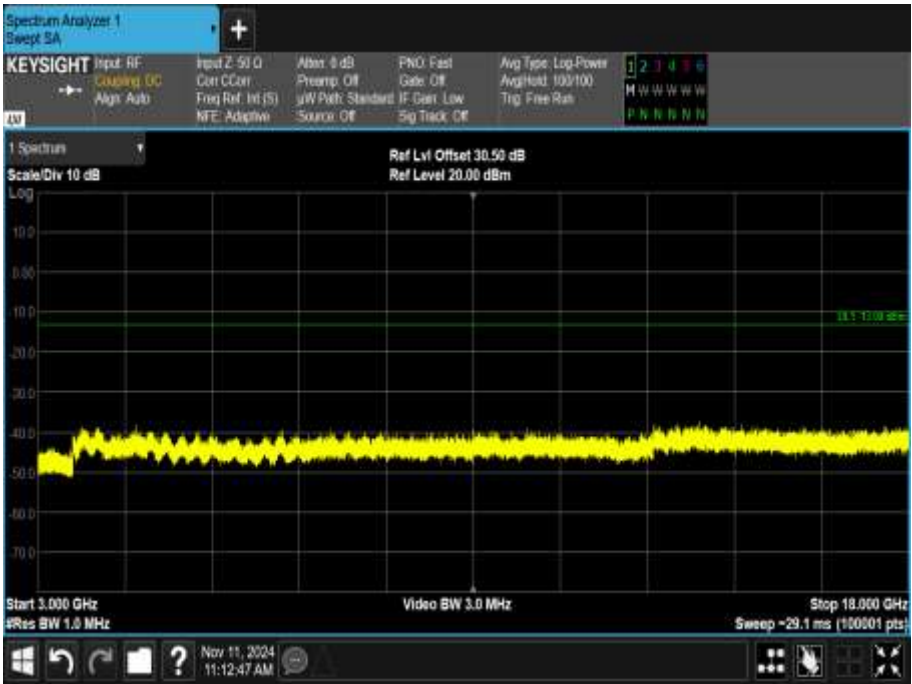 Spectrum Analyzer 1
Swept SA
+
KEYSIGHT
Input: RF
Coupling: DC
Align: Auto
Input Z: 50 Ω
Corr CCorr
Freq Ref: Int (S)
NFE: Adaptive
Atten: 0 dB
Preamp: Off
µW Path: Standard
Source: Off
PNO: Fast
Gate: Off
IF Gain: Low
Sig Track: Off
Avg Type: Log-Power
Avg|Hold: 100/100
Trig: Free Run
1 2 3 4 5 6
M W W W W W
P N N N N N
1 Spectrum
Scale/Div 10 dB
Ref Lvl Offset 30.50 dB
Ref Level 20.00 dBm
Log
10.0
0.00
-10.0
DL1 -13.00 dBm
-20.0
-30.0
-40.0
-50.0
-60.0
-70.0
Start 3.000 GHz
Video BW 3.0 MHz
Stop 18.000 GHz
#Res BW 1.0 MHz
Sweep ~29.1 ms (100001 pts)
?
Nov 11, 2024
11:12:47 AM